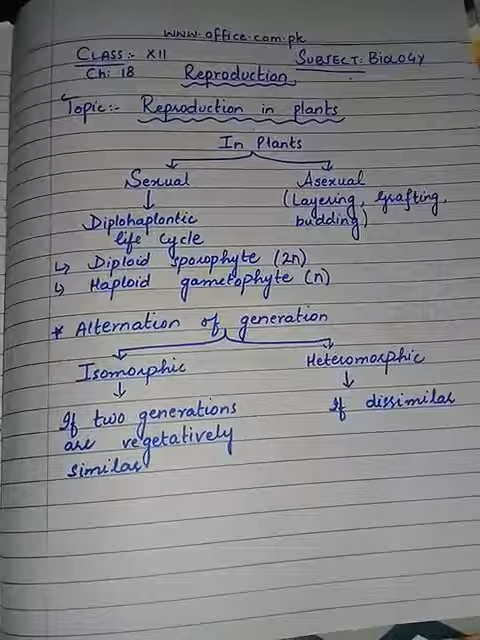 www.office.com.pk
CLASS:- XII SUBJECT:- BIOLOGY
Ch: 18 Reproduction
Topic:- Reproduction in plants
In Plants
Sexual Asexual
(Layering, Grafting, budding)
Diplohaplontic
life cycle
↳ Diploid sporophyte (2n)
↳ Haploid gametophyte (n)
* Alternation of generation
Isomorphic Heteromorphic
If two generations
are vegetatively
similar
If dissimilar